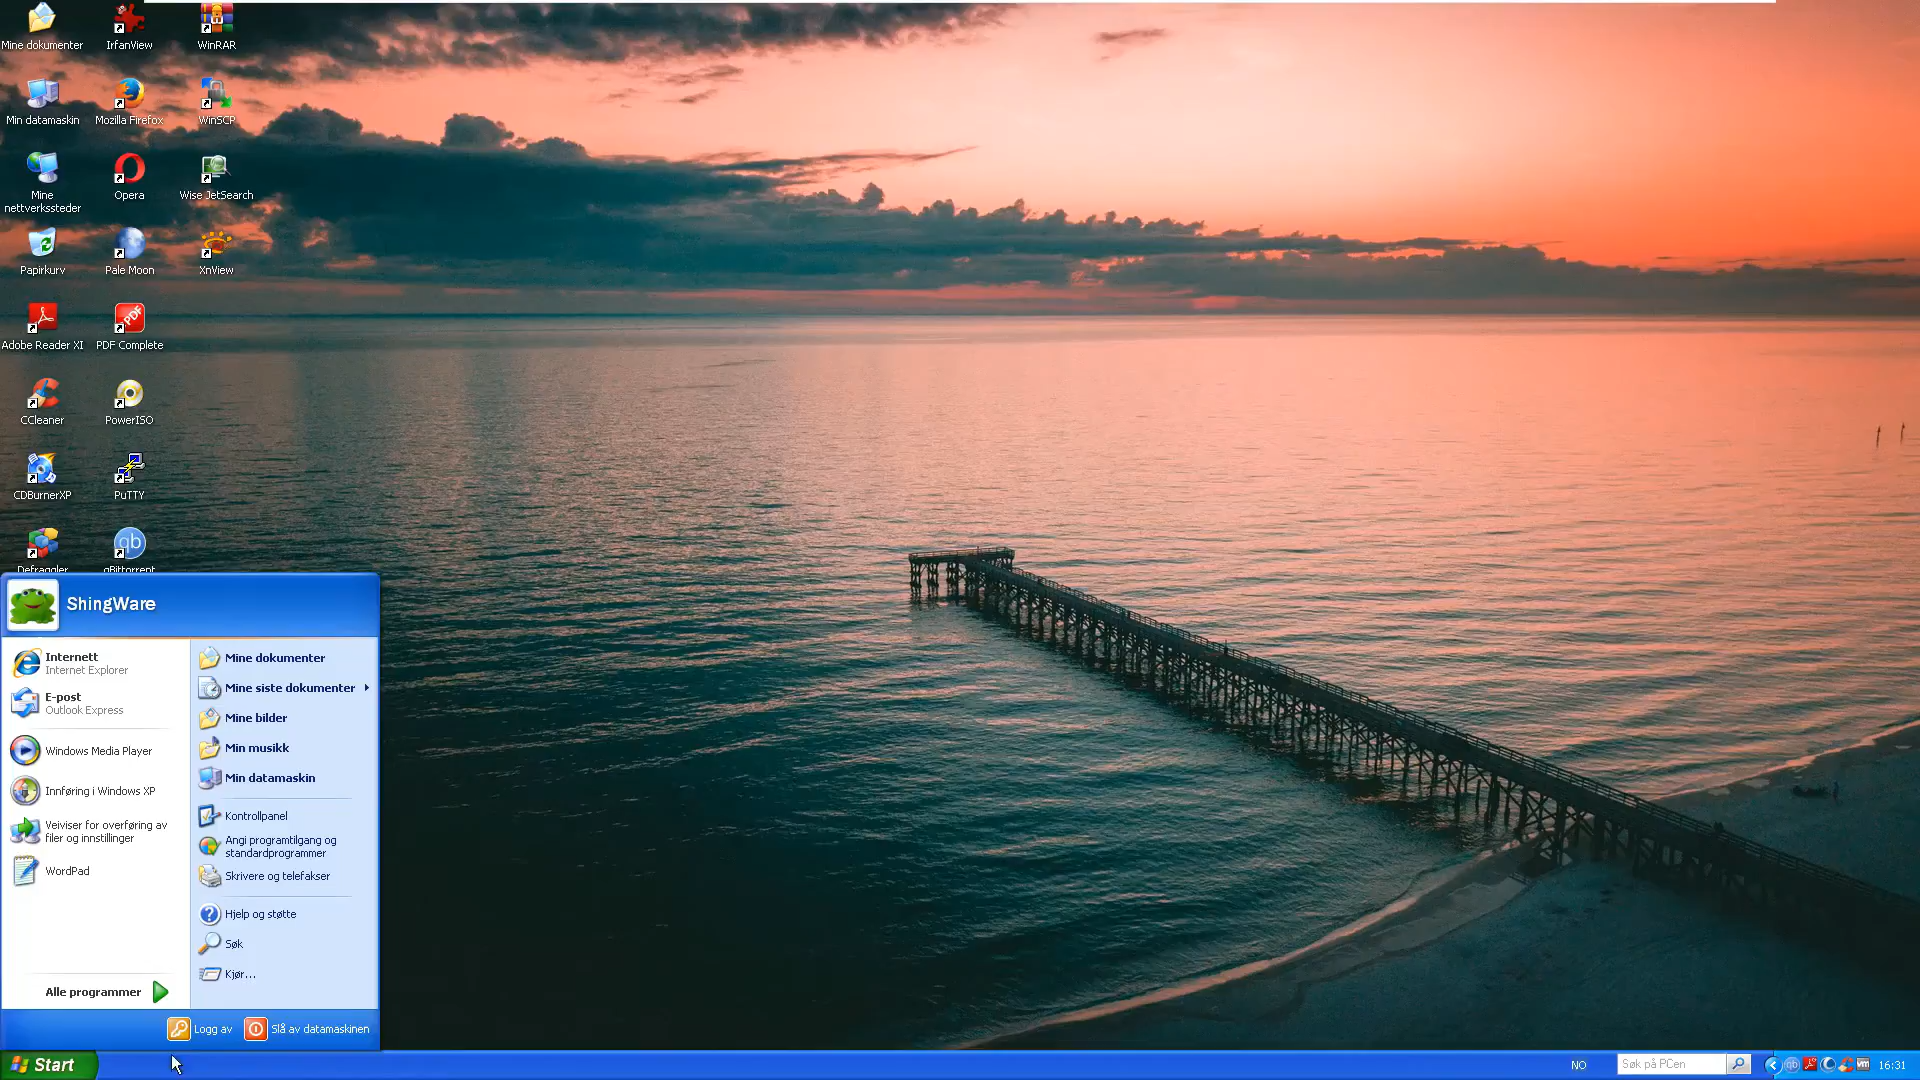 Mine dokumenter
IrfanView
WinRAR
Min datamaskin
Mozilla Firefox
WinSCP
Mine
nettverkssteder
Opera
Wise JetSearch
Papirkurv
Pale Moon
XnView
Adobe Reader XI
PDF Complete
CCleaner
PowerISO
CDBurnerXP
PuTTY
Defraggler
qBittorrent
ShingWare
Internett
Internet Explorer
E-post
Outlook Express
Windows Media Player
Innføring i Windows XP
Veiviser for overføring av
filer og innstillinger
WordPad
Alle programmer
Mine dokumenter
Mine siste dokumenter
Mine bilder
Min musikk
Min datamaskin
Kontrollpanel
Angi programtilgang og
standardprogrammer
Skrivere og telefakser
Hjelp og støtte
Søk
Kjør...
Logg av
Slå av datamaskinen
Start
NO
Søk på PCen
16:31